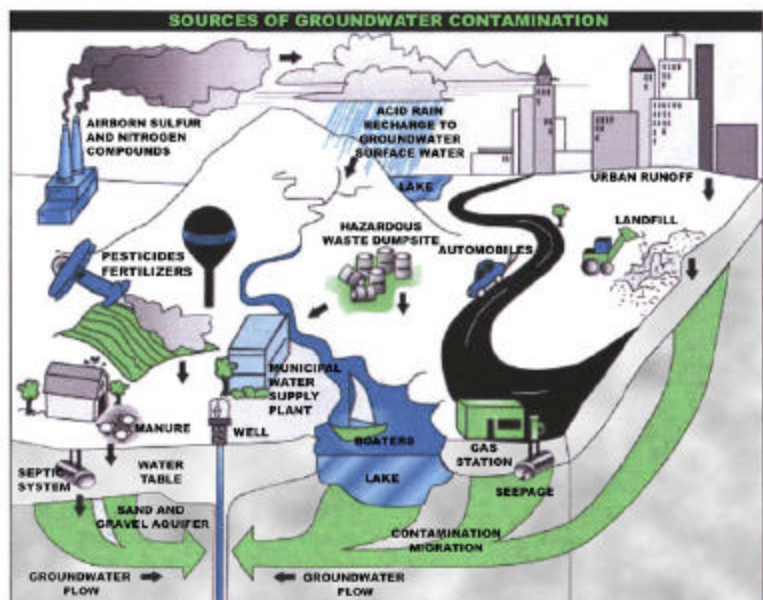 SOURCES OF GROUNDWATER CONTAMINATION
AIRBORN SULFUR
AND NITROGEN
COMPOUNDS
ACID RAIN
RECHARGE TO
GROUNDWATER
SURFACE WATER
LAKE
URBAN RUNOFF
LANDFILL
HAZARDOUS
WASTE DUMPSITE
AUTOMOBILES
PESTICIDES
FERTILIZERS
MUNICIPAL
WATER
SUPPLY
PLANT
MANURE
WELL
BOATERS
GAS
STATION
SEPTIC
SYSTEM
WATER
TABLE
LAKE
SEEPAGE
SAND AND
GRAVEL AQUIFER
CONTAMINATION
MIGRATION
GROUNDWATER
FLOW
GROUNDWATER
FLOW